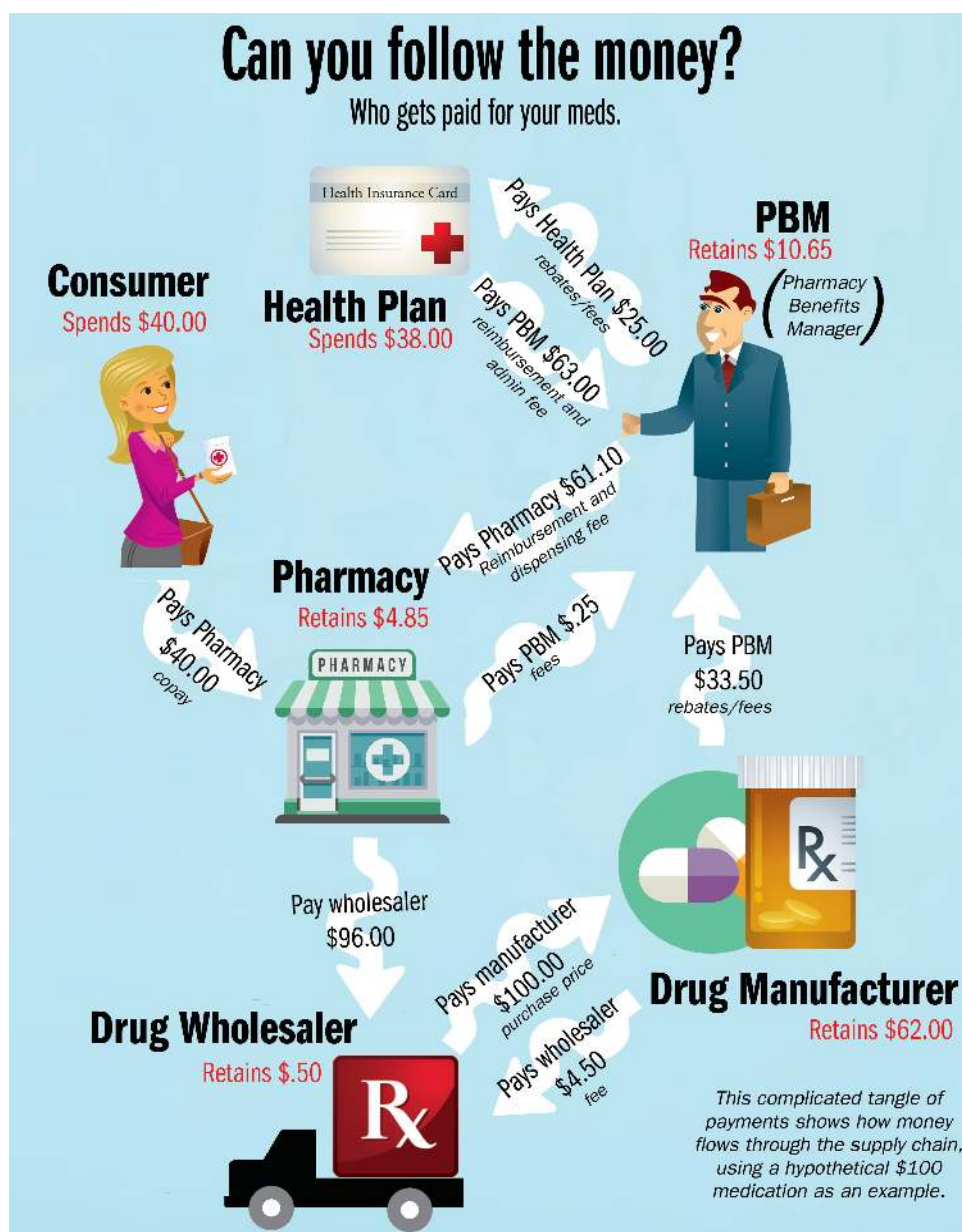 Can you follow the money?
Who gets paid for your meds.
Health Insurance Card
Health Plan
Spends $38.00
Pays Health Plan $25.00
rebates/fees
Pays PBM $63.00
reimbursement and
admin fee
PBM
Retains $10.65
(Pharmacy
Benefits
Manager)
Consumer
Spends $40.00
Pays Pharmacy
$40.00
copay
Pays Pharmacy $61.10
Reimbursement and
dispensing fee
Pharmacy
Retains $4.85
PHARMACY
Pays PBM $.25
fees
Pays PBM
$33.50
rebates/fees
Rx
Pay wholesaler
$96.00
Pays manufacturer
$100.00
purchase price
Pays wholesaler
$4.50
fee
Drug Manufacturer
Retains $62.00
Drug Wholesaler
Retains $.50
Rx
This complicated tangle of
payments shows how money
flows through the supply chain,
using a hypothetical $100
medication as an example.